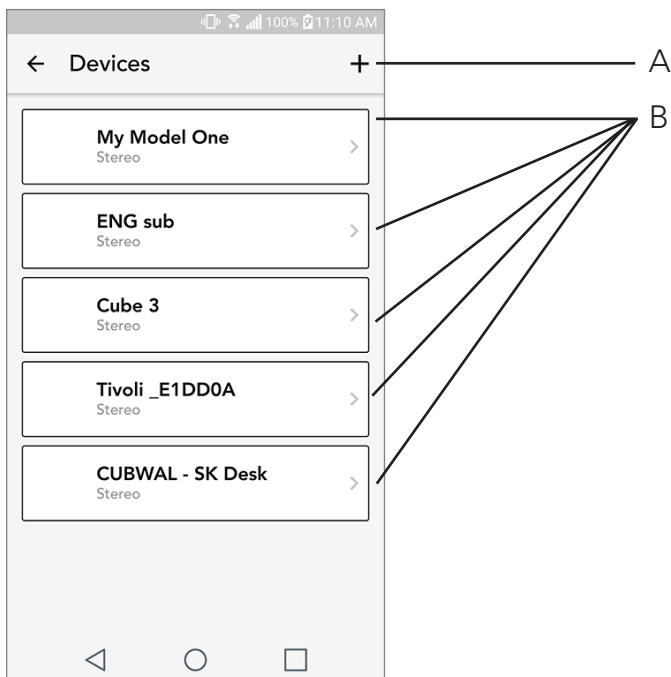 100% 11:10 AM
← Devices +
A
B
My Model One
Stereo
ENG sub
Stereo
Cube 3
Stereo
Tivoli _E1DD0A
Stereo
CUBWAL - SK Desk
Stereo